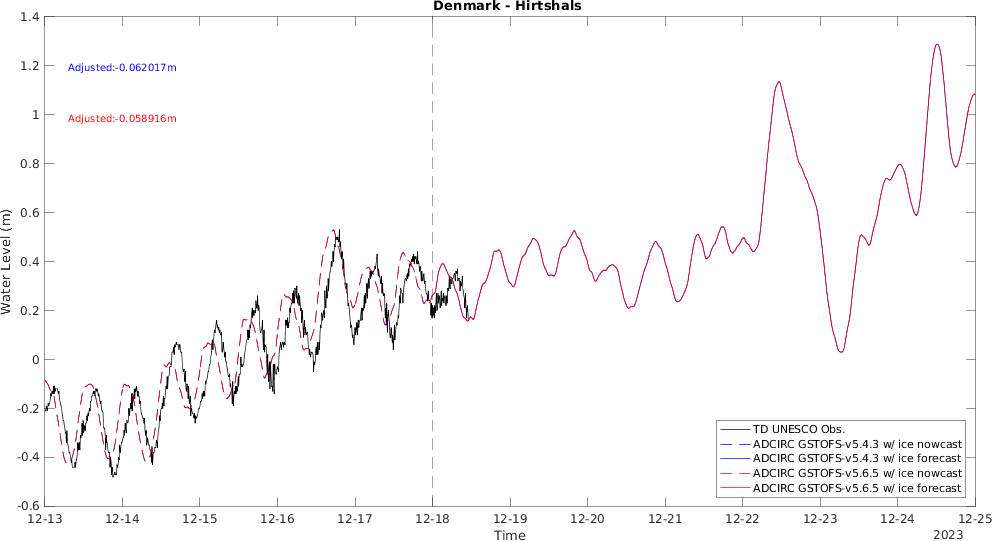 Denmark - Hirtshals
1.4
1.2
1
0.8
0.6
0.4
0.2
0
-0.2
-0.4
-0.6
Water Level (m)
Adjusted:-0.062017m
Adjusted:-0.058916m
TD UNESCO Obs.
ADCIRC GSTOFS-v5.4.3 w/ ice nowcast
ADCIRC GSTOFS-v5.4.3 w/ ice forecast
ADCIRC GSTOFS-v5.6.5 w/ ice nowcast
ADCIRC GSTOFS-v5.6.5 w/ ice forecast
12-13 12-14 12-15 12-16 12-17 12-18 12-19 12-20 12-21 12-22 12-23 12-24 12-25
Time
2023